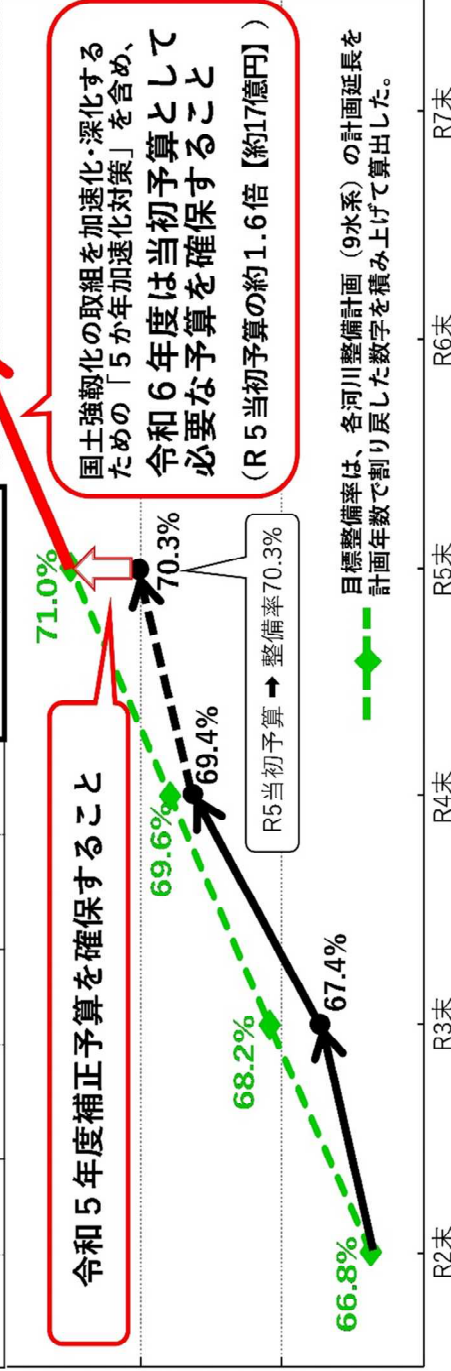 国土強靱化の取組を加速化・深化する
ための「５か年加速化対策」を含め、
令和６年度は当初予算として
必要な予算を確保すること
（Ｒ５当初予算の約１.６倍【約17億円】）
令和５年度補正予算を確保すること
71.0%
70.3%
69.6%
69.4%
68.2%
67.4%
66.8%
R5当初予算 ➡ 整備率70.3%
目標整備率は、各河川整備計画（9水系）の計画延長を
計画年数で割り戻した数字を積み上げて算出した。
R2末 R3末 R4末 R5末 R6末 R7末